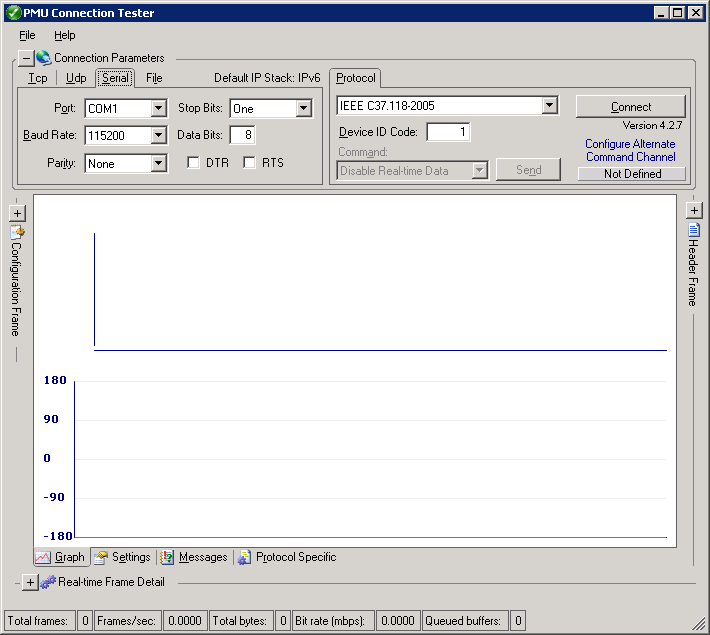 PMU Connection Tester
File Help
Connection Parameters
Tcp Udp Serial File Default IP Stack: IPv6 Protocol
Port: COM1 Stop Bits: One IEEE C37.118-2005 Connect
Version 4.2.7
Baud Rate: 115200 Data Bits: 8 Device ID Code: 1
Configure Alternate
Command Channel
Parity: None DTR RTS Command:
Disable Real-time Data Send Not Defined
Configuration Frame
Header Frame
180
90
0
-90
-180
Graph Settings Messages Protocol Specific
Real-time Frame Detail
Total frames: 0 Frames/sec: 0.0000 Total bytes: 0 Bit rate (mbps): 0.0000 Queued buffers: 0